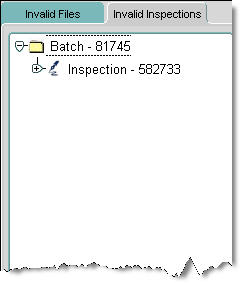 Invalid Files Invalid Inspections
Batch - 81745
Inspection - 582733